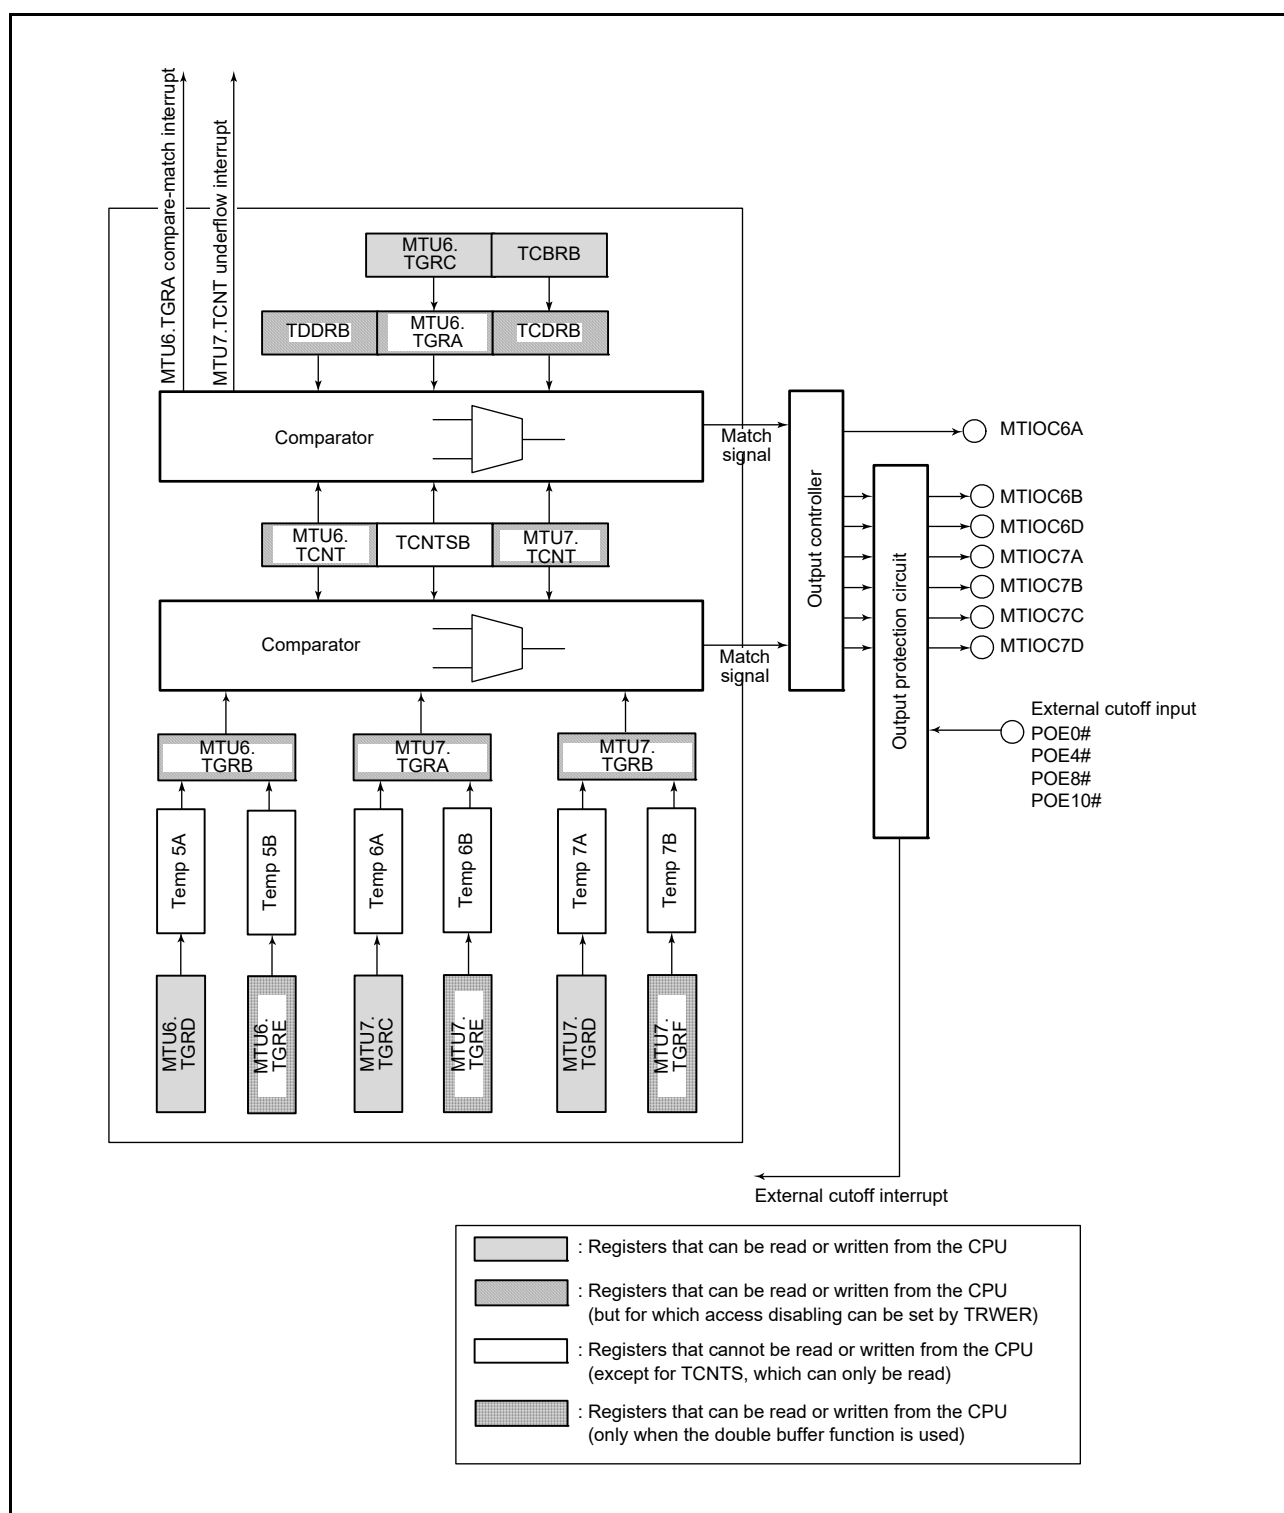 MTU6.TGRA compare-match interrupt
MTU7.TCNT underflow interrupt
MTU6.
TGRC
TCBRB
TDDRB
MTU6.
TGRA
TCDRB
Comparator
Match
signal
MTIOC6A
Output controller
Output protection circuit
MTIOC6B
MTIOC6D
MTIOC7A
MTIOC7B
MTIOC7C
MTIOC7D
MTU6.
TCNT
TCNTSB
MTU7.
TCNT
Comparator
Match
signal
External cutoff input
POE0#
POE4#
POE8#
POE10#
MTU6.
TGRB
MTU7.
TGRA
MTU7.
TGRB
Temp 5A
Temp 5B
Temp 6A
Temp 6B
Temp 7A
Temp 7B
MTU6.
TGRD
MTU6.
TGRE
MTU7.
TGRC
MTU7.
TGRE
MTU7.
TGRD
MTU7.
TGRF
External cutoff interrupt
: Registers that can be read or written from the CPU
: Registers that can be read or written from the CPU
(but for which access disabling can be set by TRWER)
: Registers that cannot be read or written from the CPU
(except for TCNTS, which can only be read)
: Registers that can be read or written from the CPU
(only when the double buffer function is used)